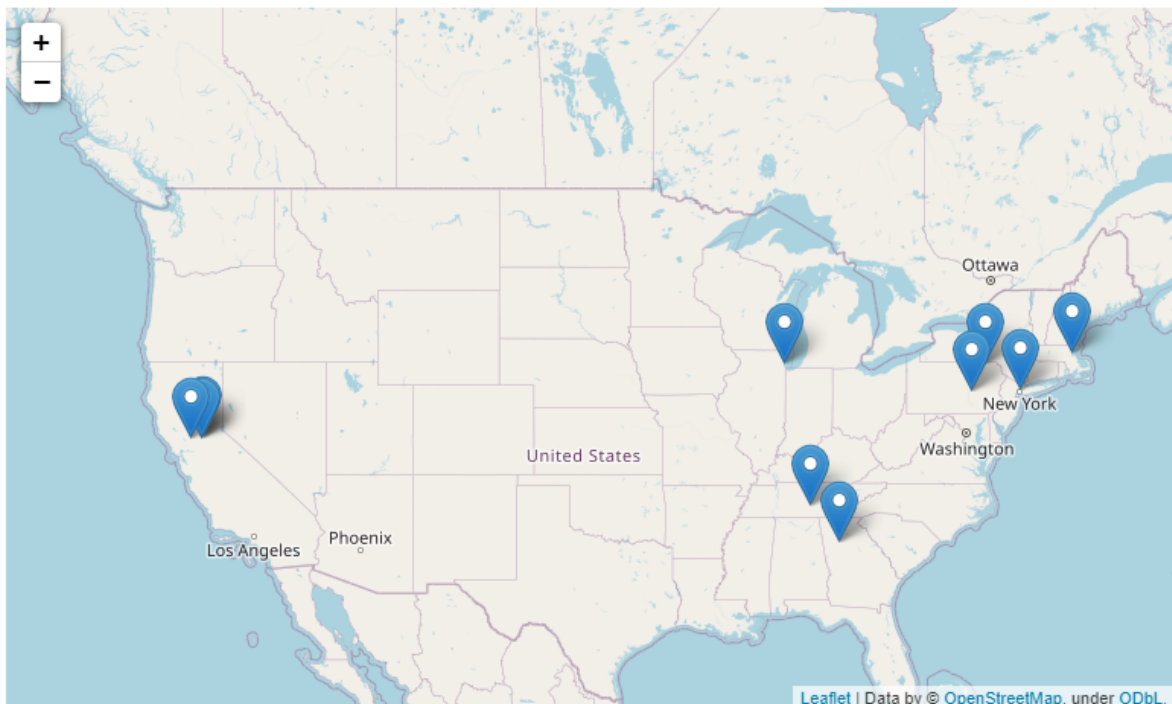 +
−
Ottawa
New York
Washington
United States
Phoenix
Los Angeles
Leaflet | Data by © OpenStreetMap, under ODbL.